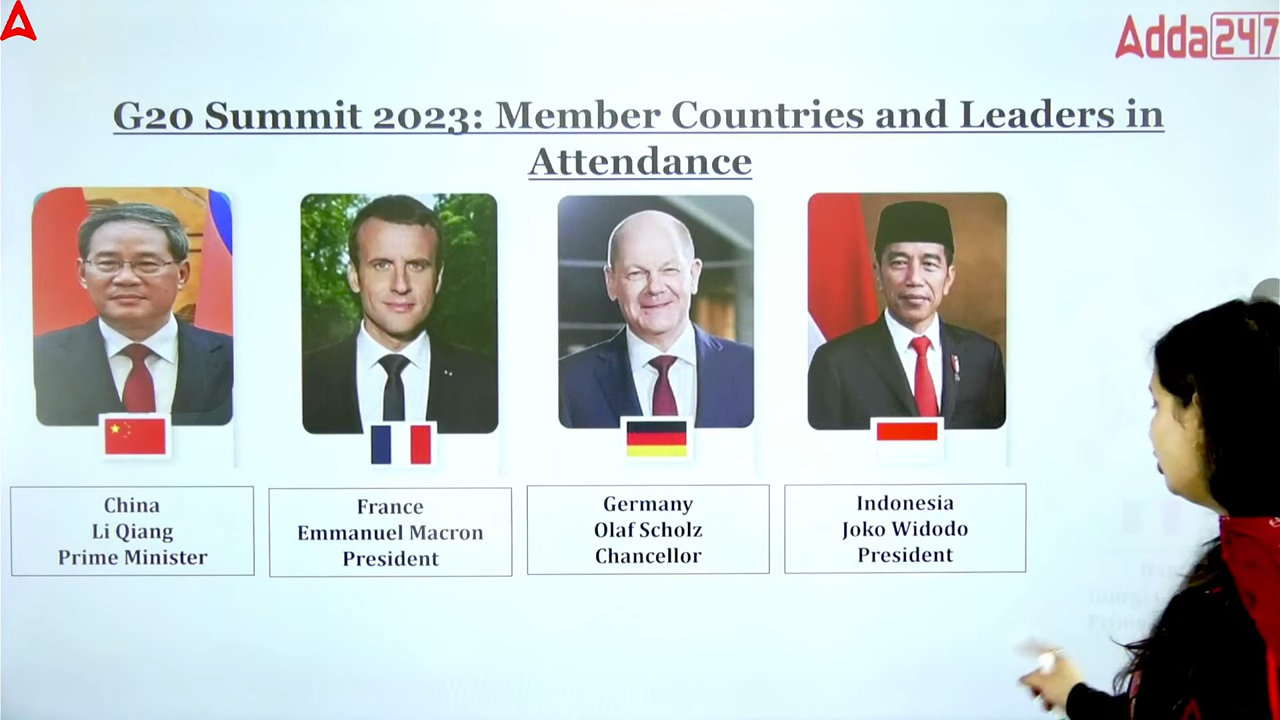 Adda247
G20 Summit 2023: Member Countries and Leaders in
Attendance
China
Li Qiang
Prime Minister
France
Emmanuel Macron
President
Germany
Olaf Scholz
Chancellor
Indonesia
Joko Widodo
President